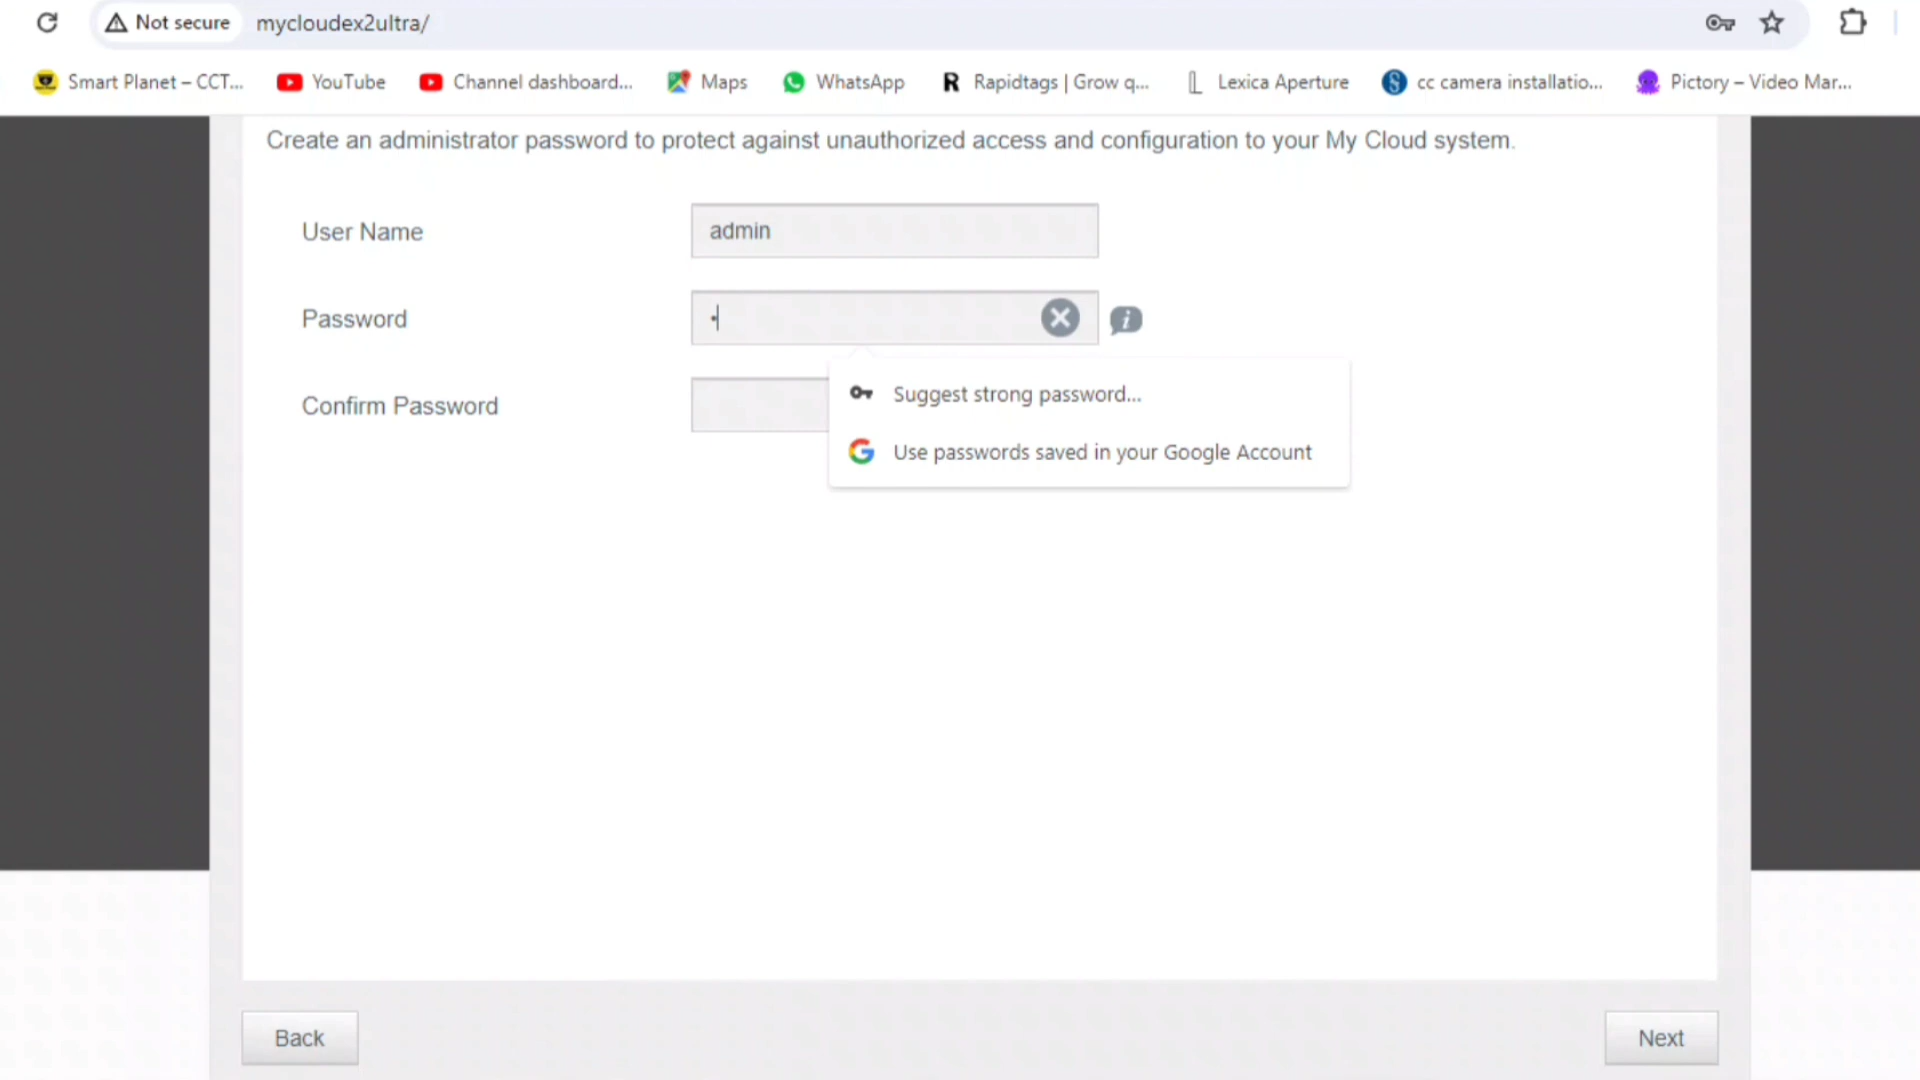 Not secure mycloudex2ultra/
Smart Planet – CCT... YouTube Channel dashboard... Maps WhatsApp Rapidtags | Grow q... Lexica Aperture cc camera installatio... Pictory – Video Mar...
Create an administrator password to protect against unauthorized access and configuration to your My Cloud system.
User Name admin
Password
Suggest strong password...
Confirm Password
Use passwords saved in your Google Account
Back Next